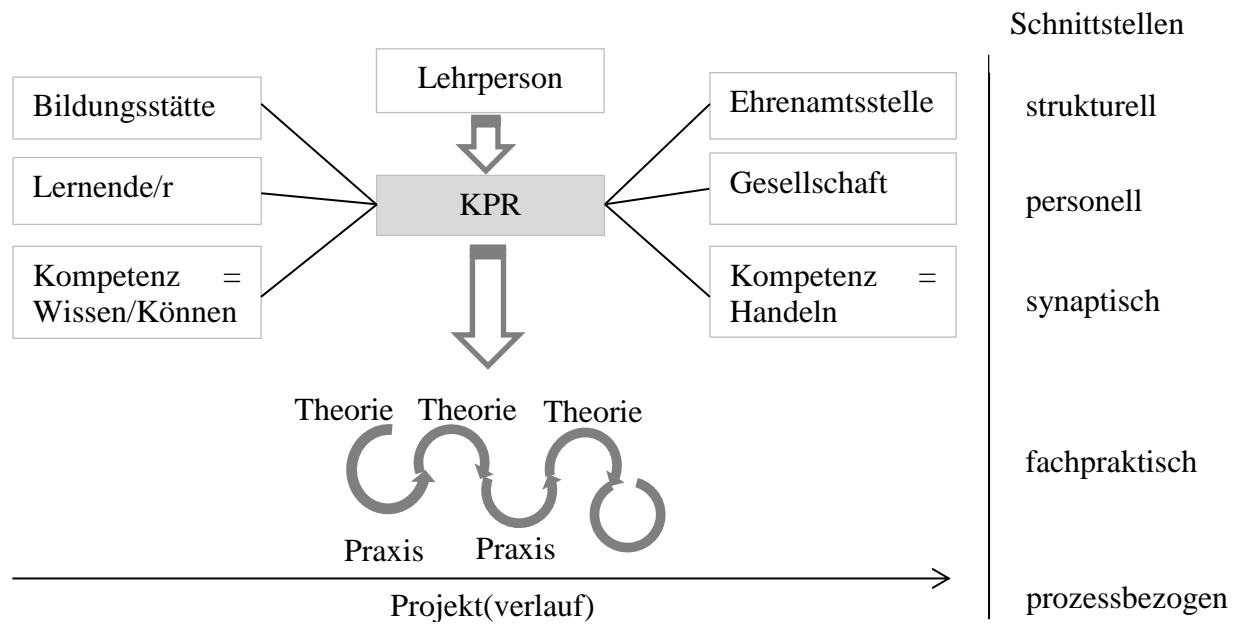 Schnittstellen
Lehrperson
Bildungsstätte
Ehrenamtsstelle
strukturell
Lernende/r
KPR
Gesellschaft
personell
Kompetenz =
Wissen/Können
Kompetenz =
Handeln
synaptisch
Theorie Theorie Theorie
fachpraktisch
Praxis Praxis
Projekt(verlauf)
prozessbezogen